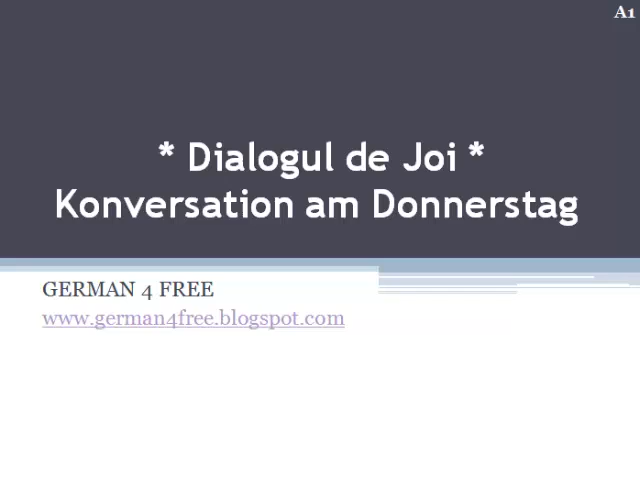 A1
* Dialogul de Joi *
Konversation am Donnerstag
GERMAN 4 FREE
www.german4free.blogspot.com